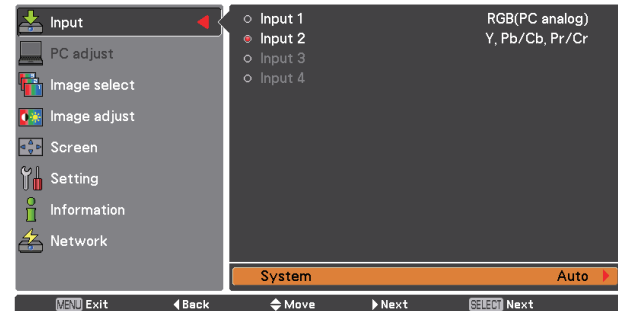 Input
PC adjust
Image select
Image adjust
Screen
Setting
Information
Network
Input 1 RGB(PC analog)
Input 2 Y, Pb/Cb, Pr/Cr
Input 3
Input 4
System Auto
MENU Exit Back Move Next SELECT Next